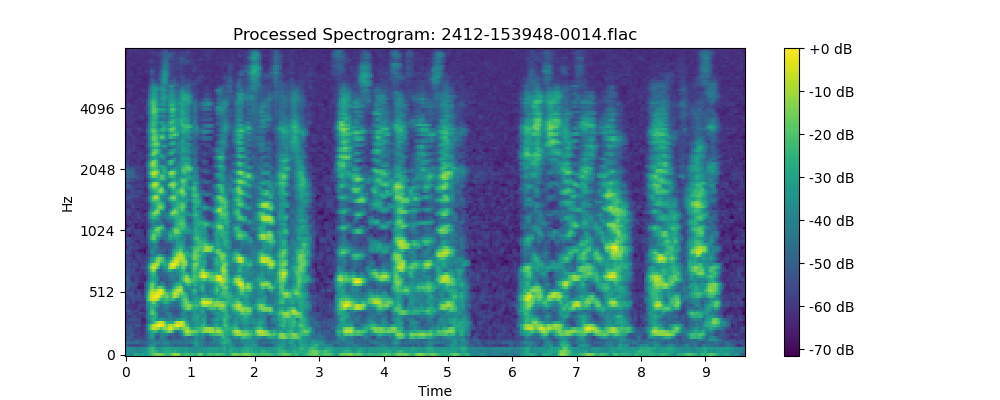 Processed Spectrogram: 2412-153948-0014.flac
Hz
4096
2048
1024
512
0
0 1 2 3 4 5 6 7 8 9
Time
+0 dB
-10 dB
-20 dB
-30 dB
-40 dB
-50 dB
-60 dB
-70 dB